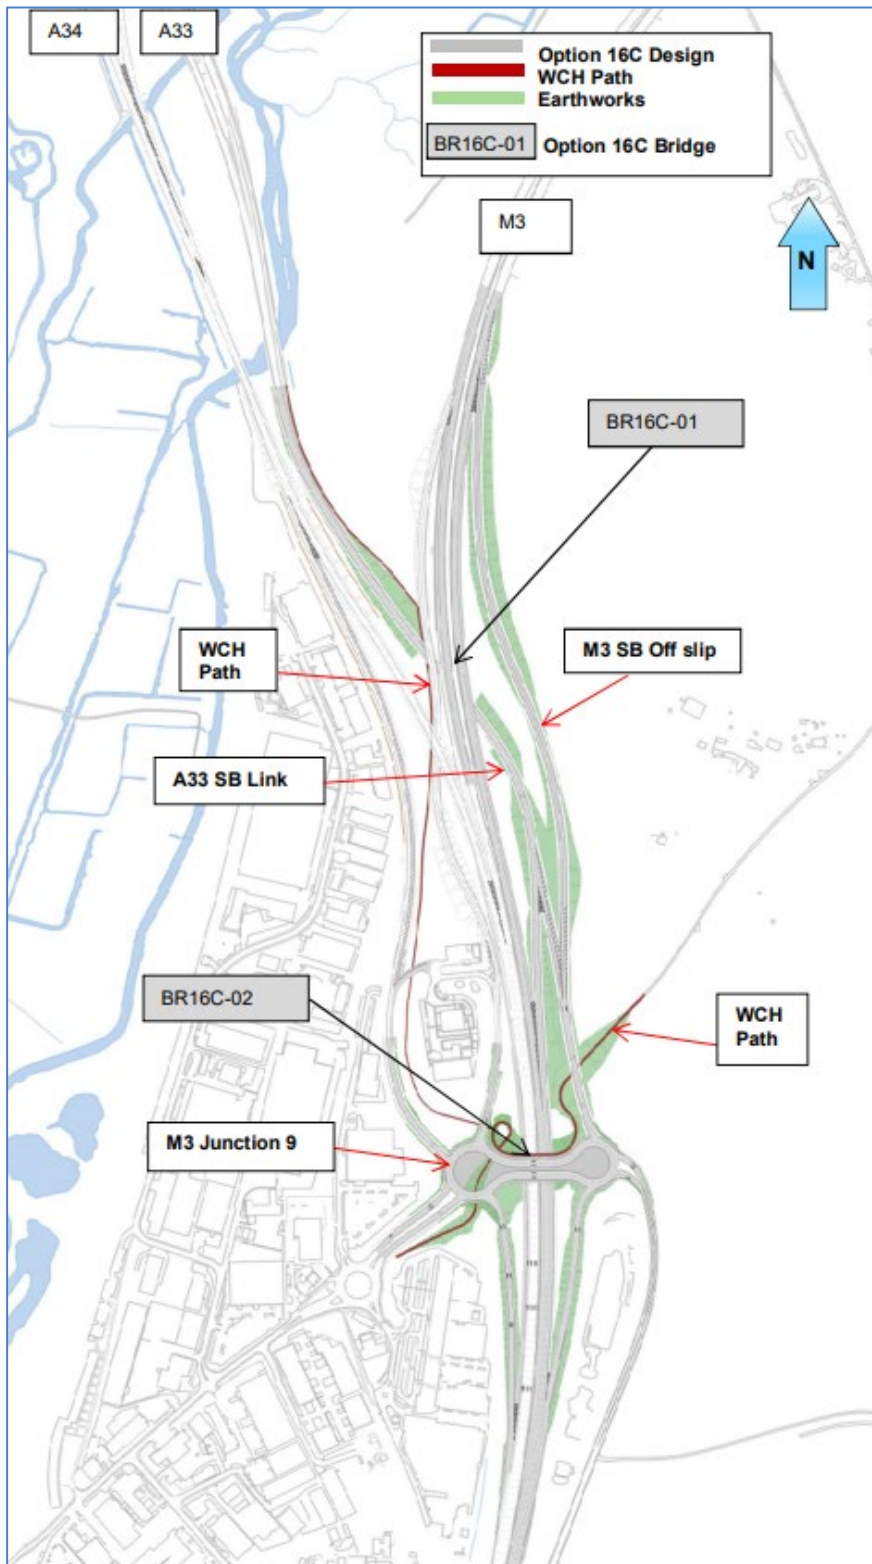 A34
A33
Option 16C Design
WCH Path
Earthworks
BR16C-01
Option 16C Bridge
M3
N
BR16C-01
WCH
Path
M3 SB Off slip
A33 SB Link
BR16C-02
WCH
Path
M3 Junction 9